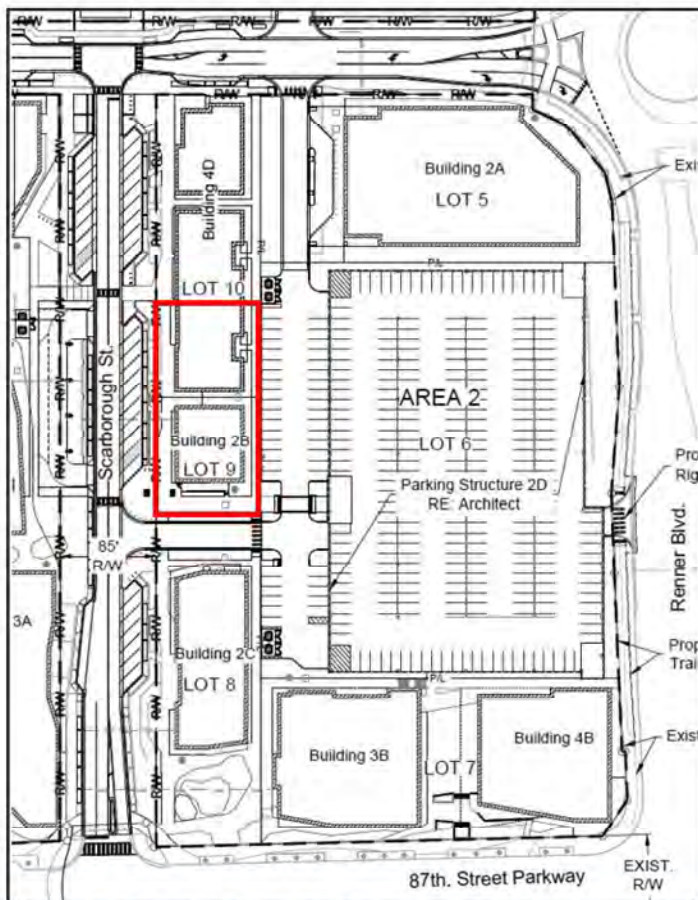 R/W
R/W
R/W
R/W
R/W
R/W
R/W
R/W
R/W
R/W
R/W
R/W
Building 4D
LOT 10
P/L
Building 2A
LOT 5
Exis
P/L
Scarborough St.
AREA 2
LOT 6
Building 2B
LOT 9
Parking Structure 2D
RE: Architect
Pro
Rig
85'
R/W
Renner Blvd.
3A
Building 2C
LOT 8
Prop
Trai
P/L
Exist
Building 3B
Building 4B
LOT 7
R/W
R/W
R/W
R/W
87th. Street Parkway
EXIST.
R/W